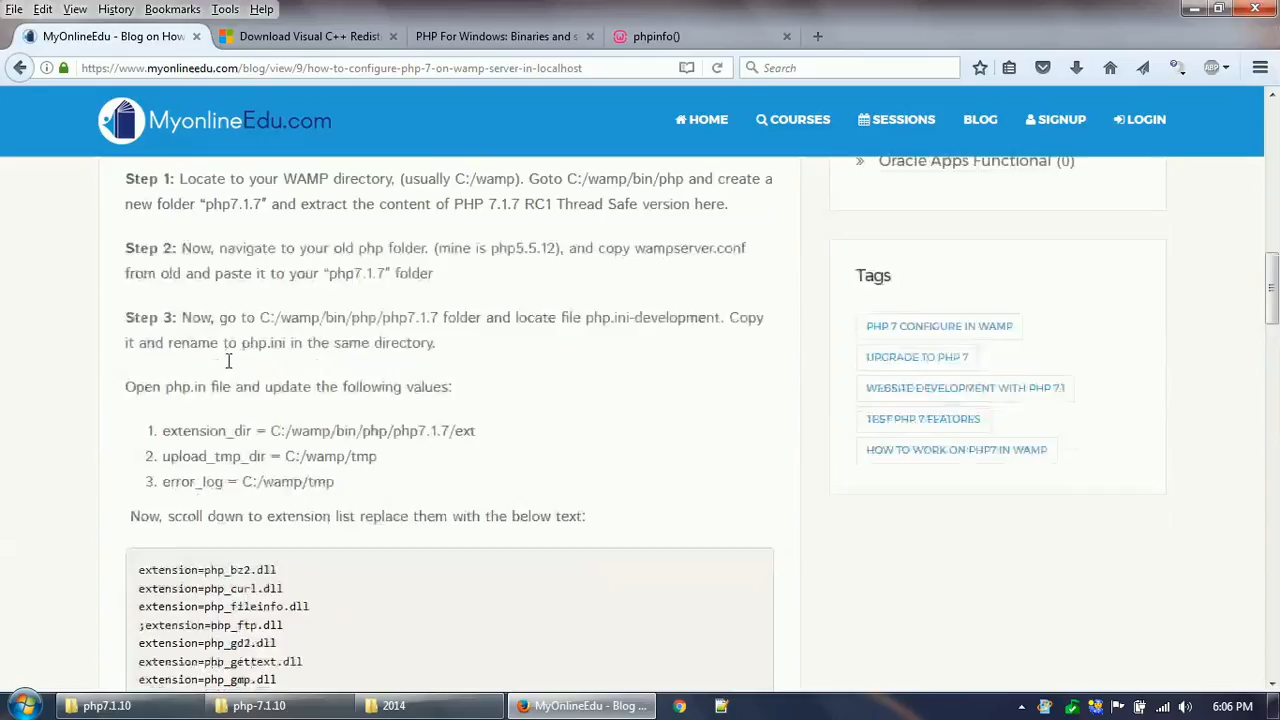 File Edit View History Bookmarks Tools Help
MyOnlineEdu - Blog on How
Download Visual C++ Redist
PHP For Windows: Binaries and s
phpinfo()
https://www.myonlineedu.com/blog/view/9/how-to-configure-php-7-on-wamp-server-in-localhost
Search
ABP
MyonlineEdu.com
HOME COURSES SESSIONS BLOG SIGNUP LOGIN
Oracle Apps Functional (0)
Step 1: Locate to your WAMP directory, (usually C:/wamp). Goto C:/wamp/bin/php and create a
new folder “php7.1.7” and extract the content of PHP 7.1.7 RC1 Thread Safe version here.
Step 2: Now, navigate to your old php folder. (mine is php5.5.12), and copy wampserver.conf
from old and paste it to your “php7.1.7” folder
Step 3: Now, go to C:/wamp/bin/php/php7.1.7 folder and locate file php.ini-development. Copy
it and rename to php.ini in the same directory.
Open php.in file and update the following values:
1. extension_dir = C:/wamp/bin/php/php7.1.7/ext
2. upload_tmp_dir = C:/wamp/tmp
3. error_log = C:/wamp/tmp
Now, scroll down to extension list replace them with the below text:
extension=php_bz2.dll
extension=php_curl.dll
extension=php_fileinfo.dll
;extension=php_ftp.dll
extension=php_gd2.dll
extension=php_gettext.dll
extension=php_gmp.dll
Tags
PHP 7 CONFIGURE IN WAMP
UPGRADE TO PHP 7
WEBSITE DEVELOPMENT WITH PHP 7.1
TEST PHP 7 FEATURES
HOW TO WORK ON PHP7 IN WAMP
php7.1.10
php-7.1.10
2014
MyOnlineEdu - Blog ...
6:06 PM